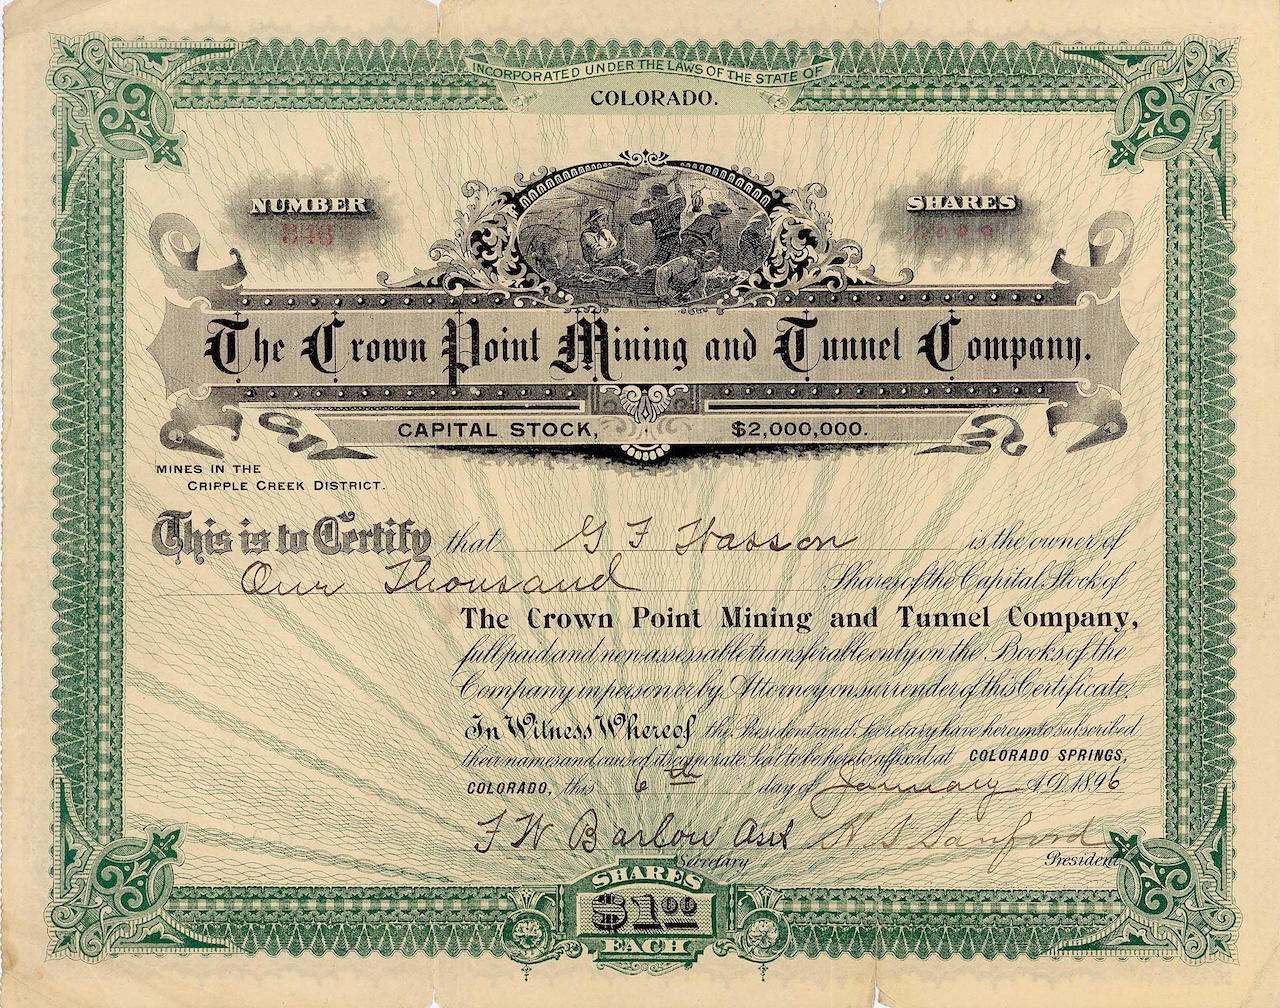 INCORPORATED UNDER THE LAWS OF THE STATE OF
COLORADO.
NUMBER
SHARES
The Crown Point Mining and Tunnel Company.
CAPITAL STOCK, $2,000,000.
MINES IN THE
CRIPPLE CREEK DISTRICT.
This is to Certify that G F Hasson is the owner of
One Thousand Shares of the Capital Stock of
The Crown Point Mining and Tunnel Company,
full paid and non-assessable transferable only on the Books of the
Company in person or by Attorney on surrender of this Certificate.
In Witness Whereof the President and Secretary have hereunto subscribed
their names and caused its corporate Seal to be hereto affixed at COLORADO SPRINGS,
COLORADO, this 6th day of January A.D. 1896
F W Barlow Asst H S Sanford
Secretary President
SHARES
$1.00
EACH